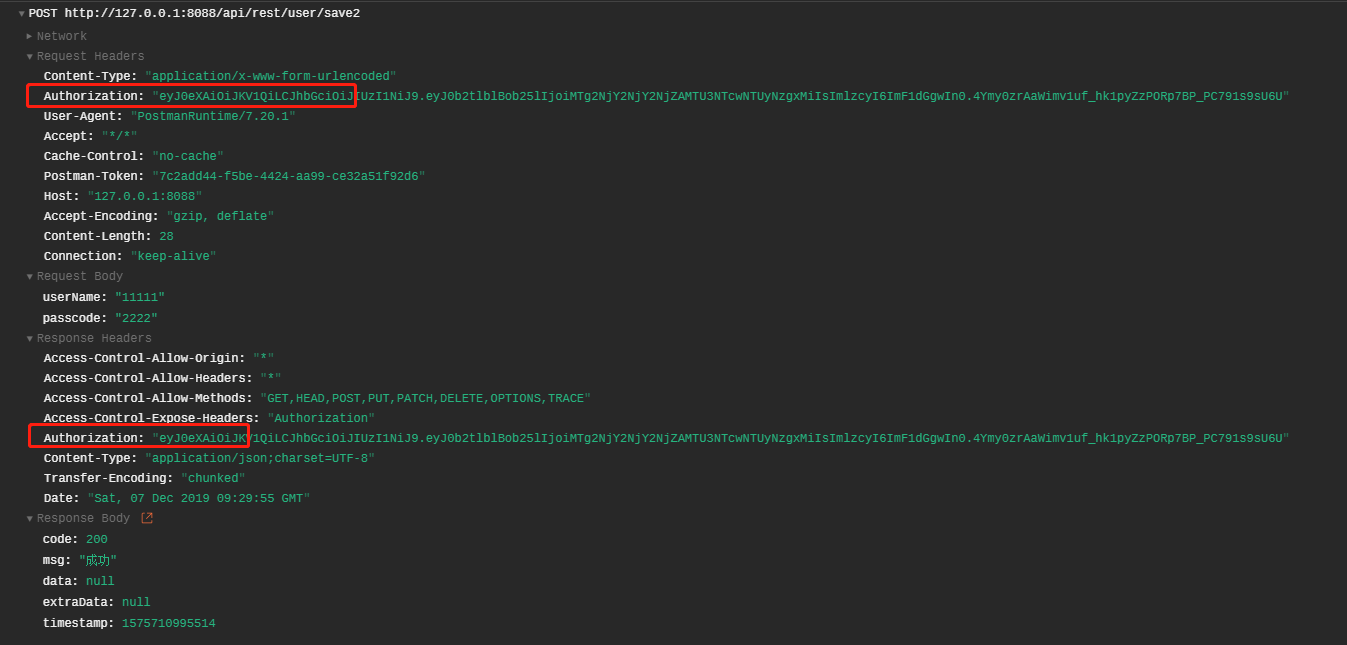 POST http://127.0.0.1:8088/api/rest/user/save2
Network
Request Headers
Content-Type: "application/x-www-form-urlencoded"
Authorization: "eyJ0eXAiOiJKV1QiLCJhbGciOiJIUzI1NiJ9.eyJ0b2tlblBob25lIjoiMTg2NjY2NjY2NjZAMTU3NTcwNTUyNzgxMiIsImlzcyI6ImF1dGgwIn0.4Ymy0zrAaWimv1uf_hk1pyZzPORp7BP_PC791s9sU6U"
User-Agent: "PostmanRuntime/7.20.1"
Accept: "*/*"
Cache-Control: "no-cache"
Postman-Token: "7c2add44-f5be-4424-aa99-ce32a51f92d6"
Host: "127.0.0.1:8088"
Accept-Encoding: "gzip, deflate"
Content-Length: 28
Connection: "keep-alive"
Request Body
userName: "11111"
passcode: "2222"
Response Headers
Access-Control-Allow-Origin: "*"
Access-Control-Allow-Headers: "*"
Access-Control-Allow-Methods: "GET,HEAD,POST,PUT,PATCH,DELETE,OPTIONS,TRACE"
Access-Control-Expose-Headers: "Authorization"
Authorization: "eyJ0eXAiOiJKV1QiLCJhbGciOiJIUzI1NiJ9.eyJ0b2tlblBob25lIjoiMTg2NjY2NjY2NjZAMTU3NTcwNTUyNzgxMiIsImlzcyI6ImF1dGgwIn0.4Ymy0zrAaWimv1uf_hk1pyZzPORp7BP_PC791s9sU6U"
Content-Type: "application/json;charset=UTF-8"
Transfer-Encoding: "chunked"
Date: "Sat, 07 Dec 2019 09:29:55 GMT"
Response Body
code: 200
msg: "成功"
data: null
extraData: null
timestamp: 1575710995514